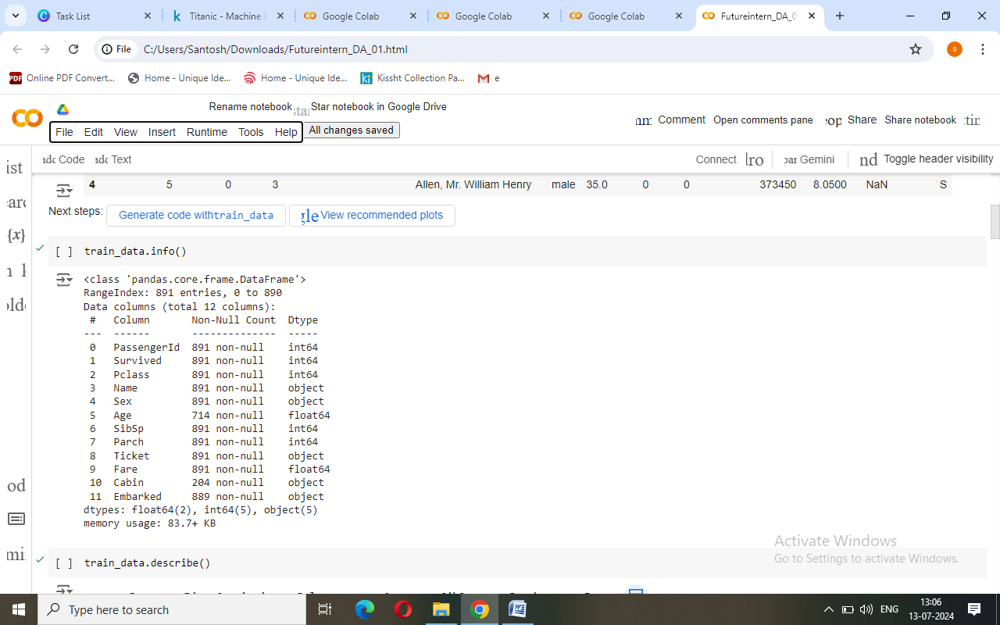 Task List
Titanic - Machine L
Google Colab
Google Colab
Google Colab
Futureintern_DA_0
File
C:/Users/Santosh/Downloads/Futureintern_DA_01.html
S
PDF Online PDF Convert...
Home - Unique Ide...
Home - Unique Ide...
ki Kissht Collection Pa...
e
Rename notebook
Star notebook in Google Drive
File Edit View Insert Runtime Tools Help
All changes saved
Comment Open comments pane
Share Share notebook
Code
Text
Connect
Gemini
Toggle header visibility
4 5 0 3 Allen, Mr. William Henry male 35.0 0 0 373450 8.0500 NaN S
Next steps: Generate code withtrain_data
View recommended plots
{x}
[ ] train_data.info()
<class 'pandas.core.frame.DataFrame'>
RangeIndex: 891 entries, 0 to 890
Data columns (total 12 columns):
# Column Non-Null Count Dtype
--- ------ -------------- -----
0 PassengerId 891 non-null int64
1 Survived 891 non-null int64
2 Pclass 891 non-null int64
3 Name 891 non-null object
4 Sex 891 non-null object
5 Age 714 non-null float64
6 SibSp 891 non-null int64
7 Parch 891 non-null int64
8 Ticket 891 non-null object
9 Fare 891 non-null float64
10 Cabin 204 non-null object
11 Embarked 889 non-null object
dtypes: float64(2), int64(5), object(5)
memory usage: 83.7+ KB
[ ] train_data.describe()
Activate Windows
Go to Settings to activate Windows.
Type here to search
ENG
13:06
13-07-2024